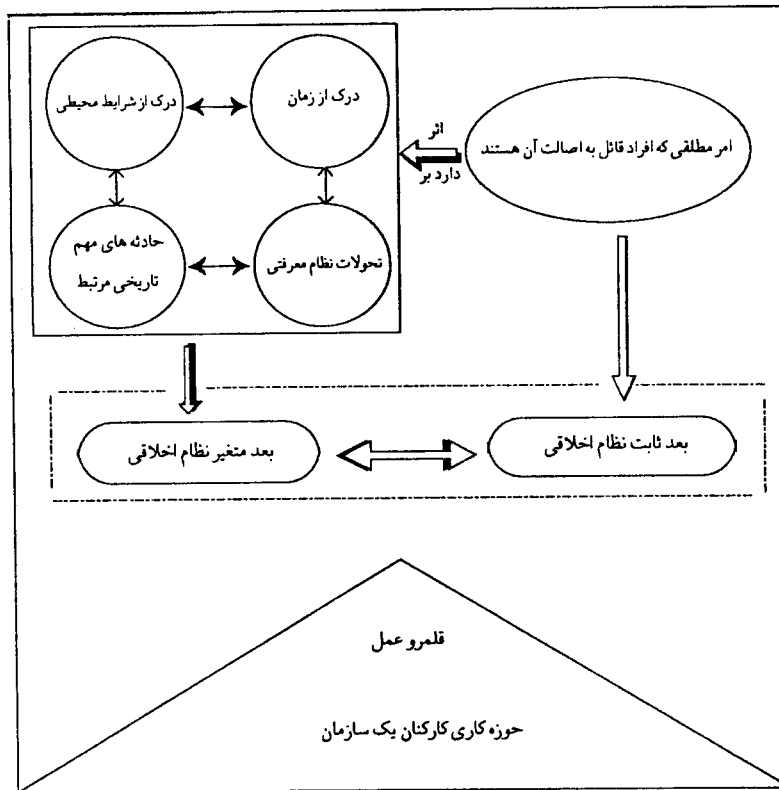 درک از زمان
درک از شرایط محیطی
امر مطلقی که افراد قائل به اصالت آن هستند
اثر
دارد بر
تحولات نظام معرفتی
حادثه های مهم
تاریخی مرتبط
بعد ثابت نظام اخلاقی
بعد متغیر نظام اخلاقی
قلمرو عمل
حوزه کاری کارکنان یک سازمان